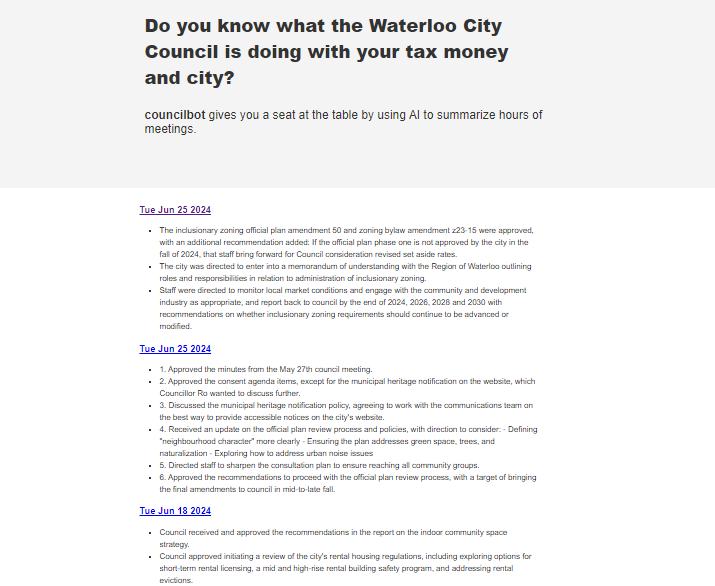 Do you know what the Waterloo City
Council is doing with your tax money
and city?
councilbot gives you a seat at the table by using AI to summarize hours of
meetings.
Tue Jun 25 2024
• The inclusionary zoning official plan amendment 50 and zoning bylaw amendment z23-15 were approved,
with an additional recommendation added: If the official plan phase one is not approved by the city in the
fall of 2024, that staff bring forward for Council consideration revised set aside rates.
• The city was directed to enter into a memorandum of understanding with the Region of Waterloo outlining
roles and responsibilities in relation to administration of inclusionary zoning.
• Staff were directed to monitor local market conditions and engage with the community and development
industry as appropriate, and report back to council by the end of 2024, 2026, 2028 and 2030 with
recommendations on whether inclusionary zoning requirements should continue to be advanced or
modified.
Tue Jun 25 2024
• 1. Approved the minutes from the May 27th council meeting.
• 2. Approved the consent agenda items, except for the municipal heritage notification on the website, which
Councillor Ro wanted to discuss further.
• 3. Discussed the municipal heritage notification policy, agreeing to work with the communications team on
the best way to provide accessible notices on the city's website.
• 4. Received an update on the official plan review process and policies, with direction to consider: - Defining
"neighbourhood character" more clearly - Ensuring the plan addresses green space, trees, and
naturalization - Exploring how to address urban noise issues
• 5. Directed staff to sharpen the consultation plan to ensure reaching all community groups.
• 6. Approved the recommendations to proceed with the official plan review process, with a target of bringing
the final amendments to council in mid-to-late fall.
Tue Jun 18 2024
• Council received and approved the recommendations in the report on the indoor community space
strategy.
• Council approved initiating a review of the city's rental housing regulations, including exploring options for
short-term rental licensing, a mid and high-rise rental building safety program, and addressing rental
evictions.